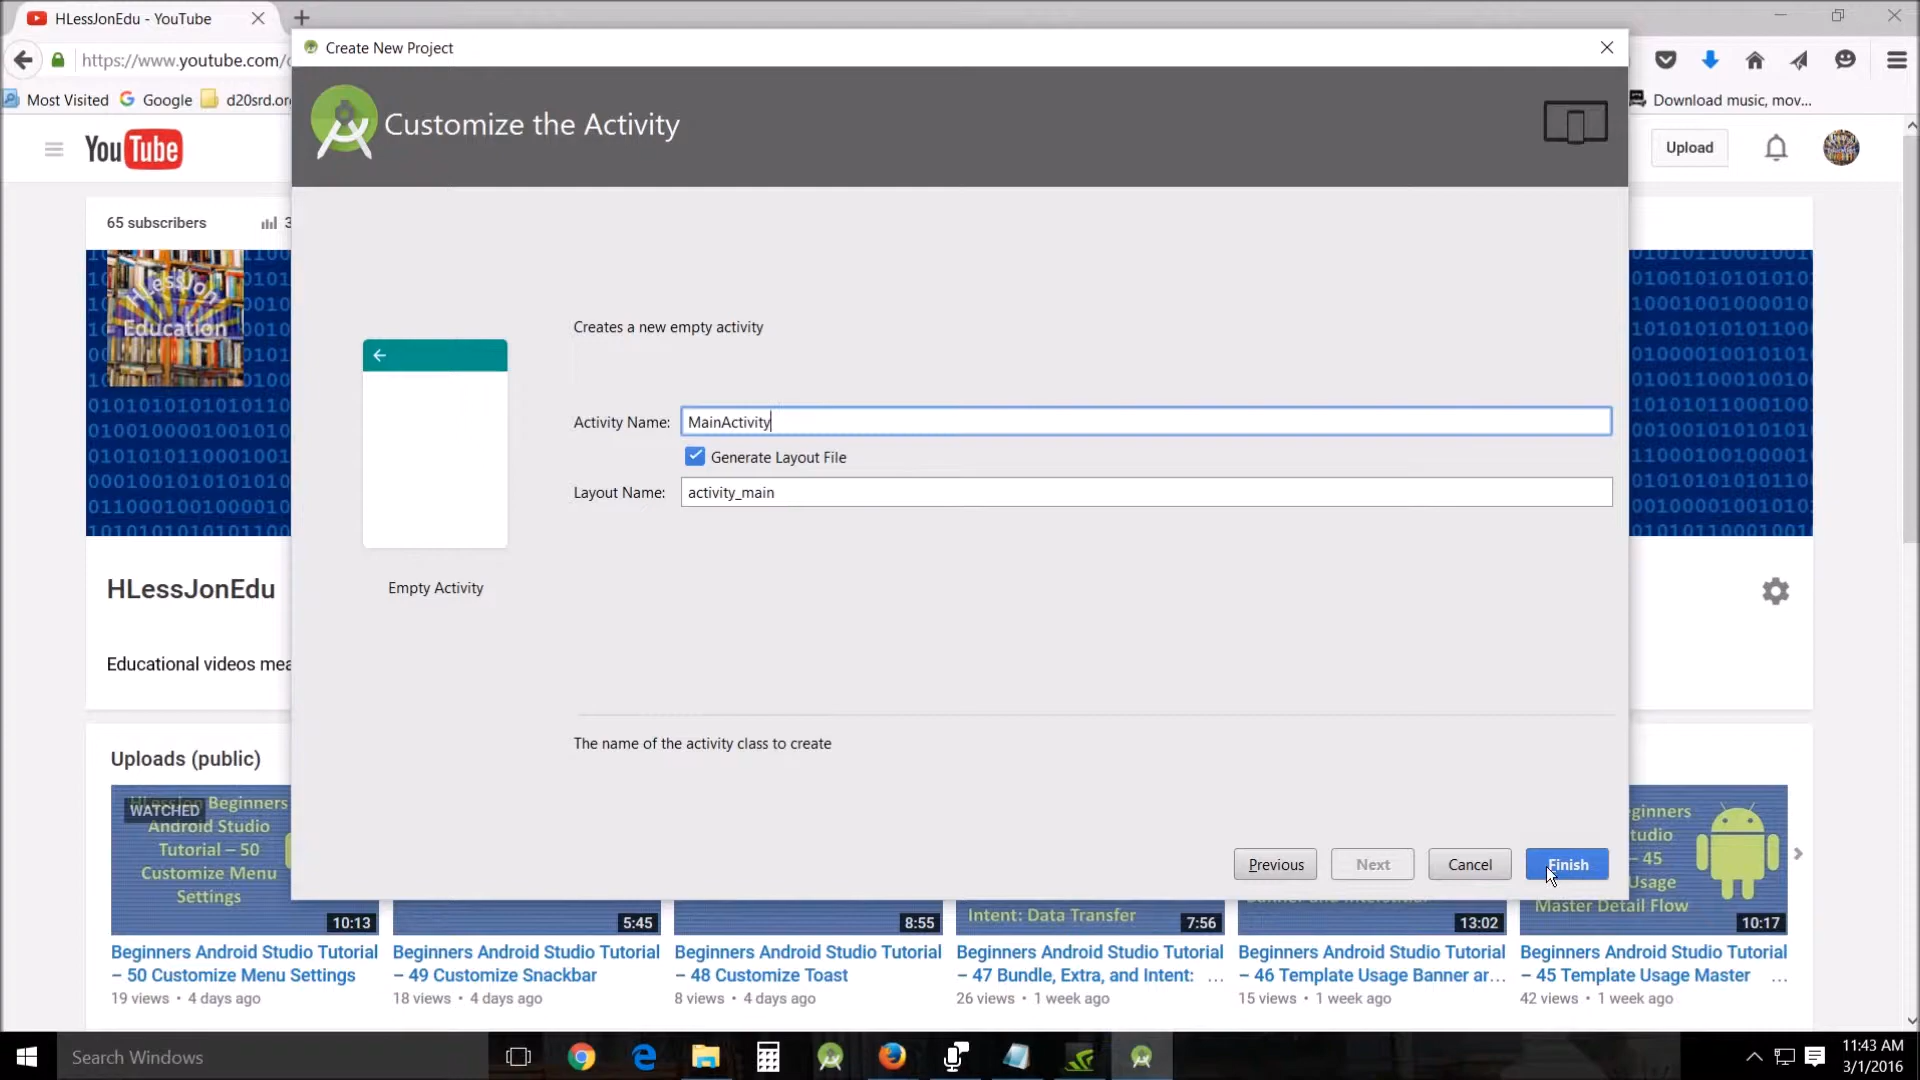 HLessJonEdu - YouTube
Create New Project
https://www.youtube.com/
Most Visited
Google
d20srd.or
Download music, mov...
Customize the Activity
YouTube
Upload
65 subscribers
HLessJon
Education
Creates a new empty activity
Activity Name: MainActivity
Generate Layout File
Layout Name: activity_main
Empty Activity
HLessJonEdu
Educational videos mea
The name of the activity class to create
Uploads (public)
Previous
Next
Cancel
Finish
WATCHED
Beginners
Android Studio
Tutorial – 50
Customize Menu
Settings
10:13
5:45
8:55
Intent: Data Transfer
7:56
13:02
ginners
tudio
– 45
Usage
Master Detail Flow
10:17
Beginners Android Studio Tutorial
– 50 Customize Menu Settings
19 views • 4 days ago
Beginners Android Studio Tutorial
– 49 Customize Snackbar
18 views • 4 days ago
Beginners Android Studio Tutorial
– 48 Customize Toast
8 views • 4 days ago
Beginners Android Studio Tutorial
– 47 Bundle, Extra, and Intent: ...
26 views • 1 week ago
Beginners Android Studio Tutorial
– 46 Template Usage Banner ar...
15 views • 1 week ago
Beginners Android Studio Tutorial
– 45 Template Usage Master ...
42 views • 1 week ago
Search Windows
11:43 AM
3/1/2016